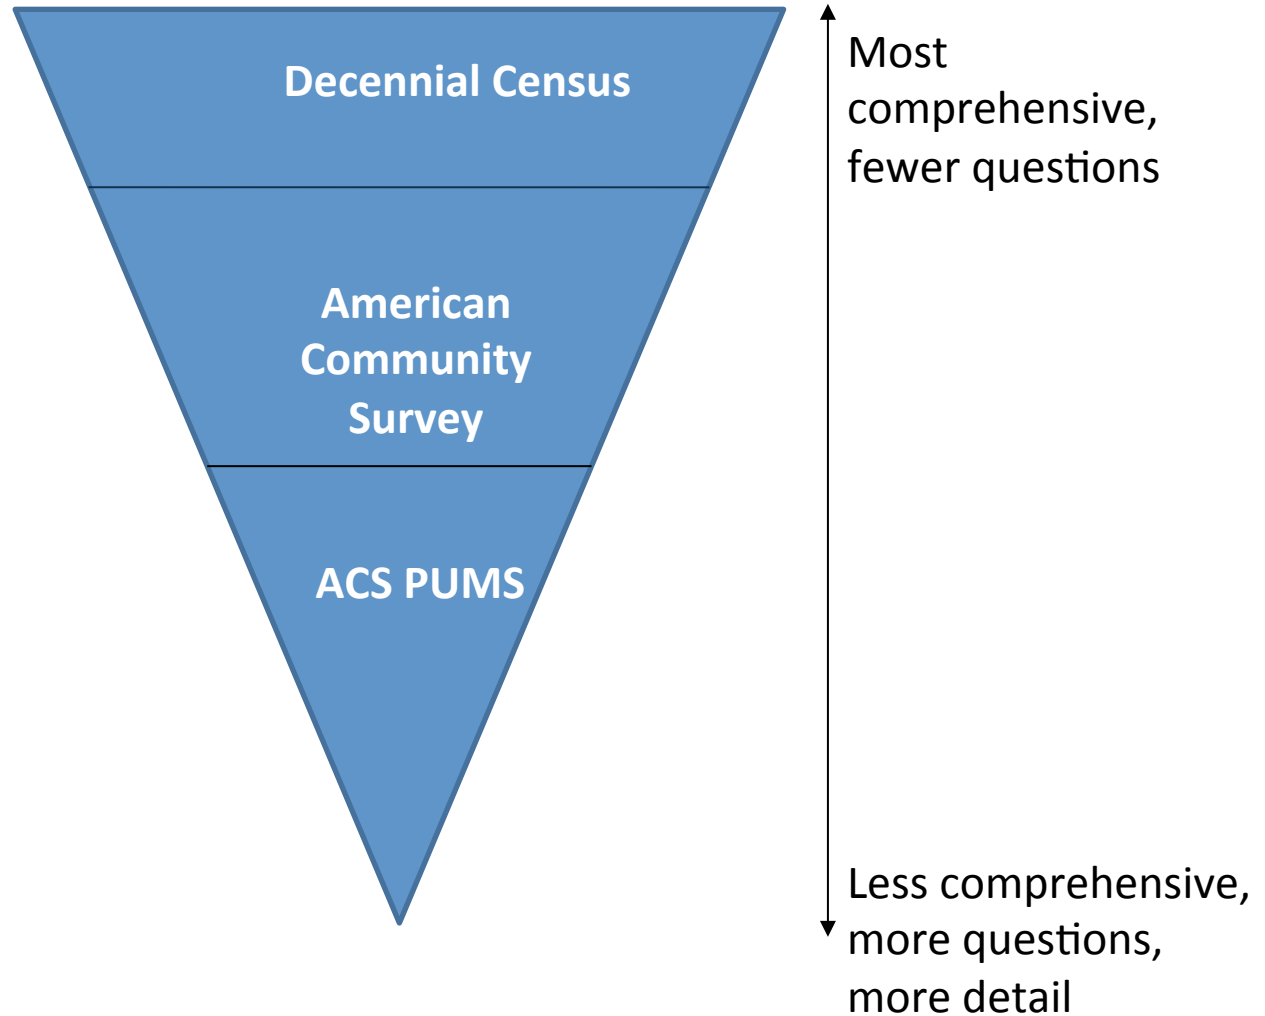 Decennial Census
American
Community
Survey
ACS PUMS
Most
comprehensive,
fewer questions
Less comprehensive,
more questions,
more detail